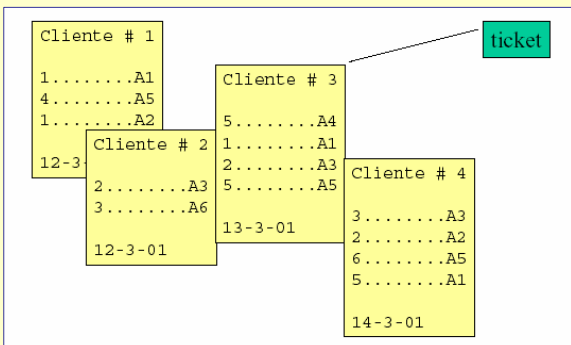 Cliente # 1
1........A1
4........A5
1........A2
12-3-
Cliente # 2
2........A3
3........A6
12-3-01
Cliente # 3
5........A4
1........A1
2........A3
5........A5
13-3-01
Cliente # 4
3........A3
2........A2
6........A5
5........A1
14-3-01
ticket